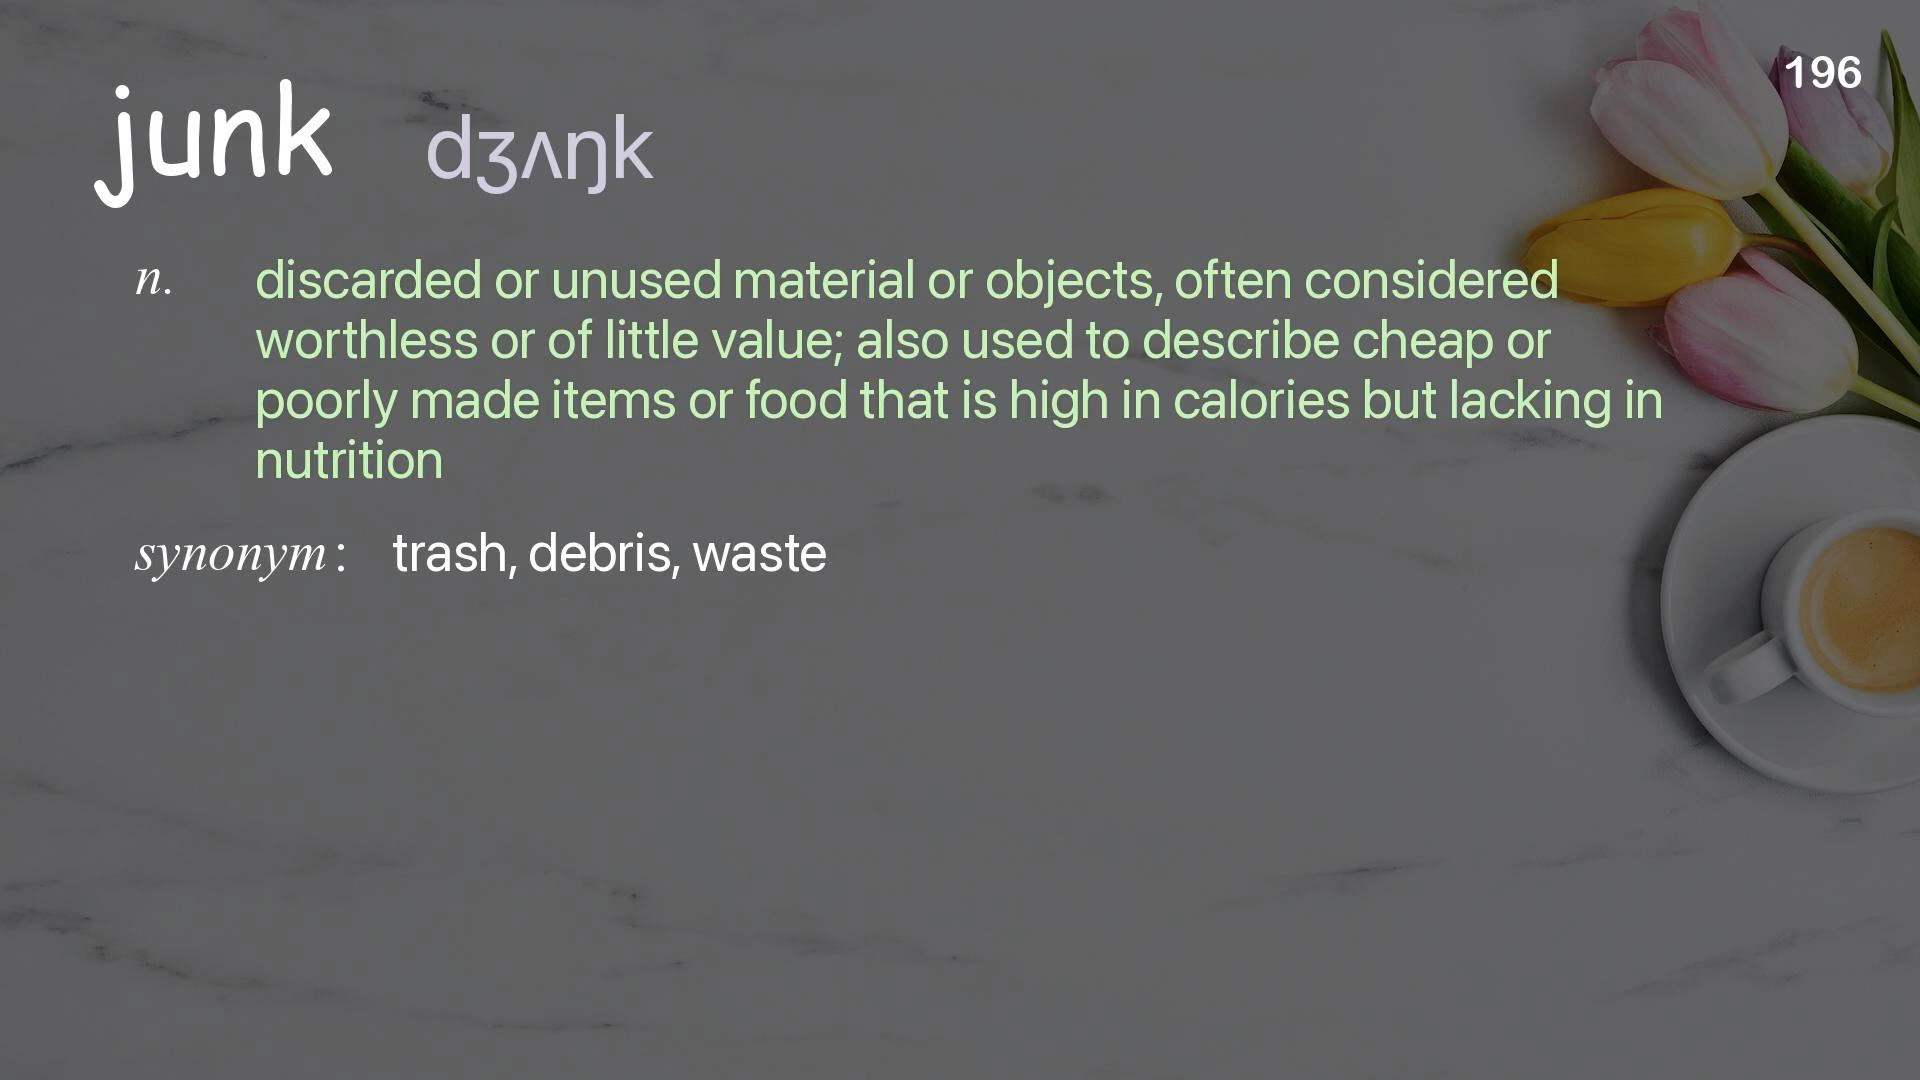 196
junk dʒʌŋk
n. discarded or unused material or objects, often considered
worthless or of little value; also used to describe cheap or
poorly made items or food that is high in calories but lacking in
nutrition
synonym: trash, debris, waste